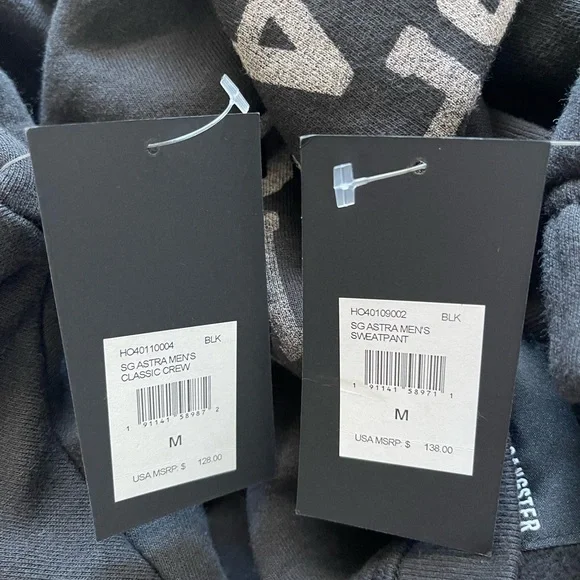 HO40110004 BLK
SG ASTRA MEN'S
CLASSIC CREW
1 91141 58987 2
M
USA MSRP: $ 128.00
HO40109002 BLK
SG ASTRA MEN'S
SWEATPANT
1 91141 58971 1
M
USA MSRP: $ 138.00
GANGSTER